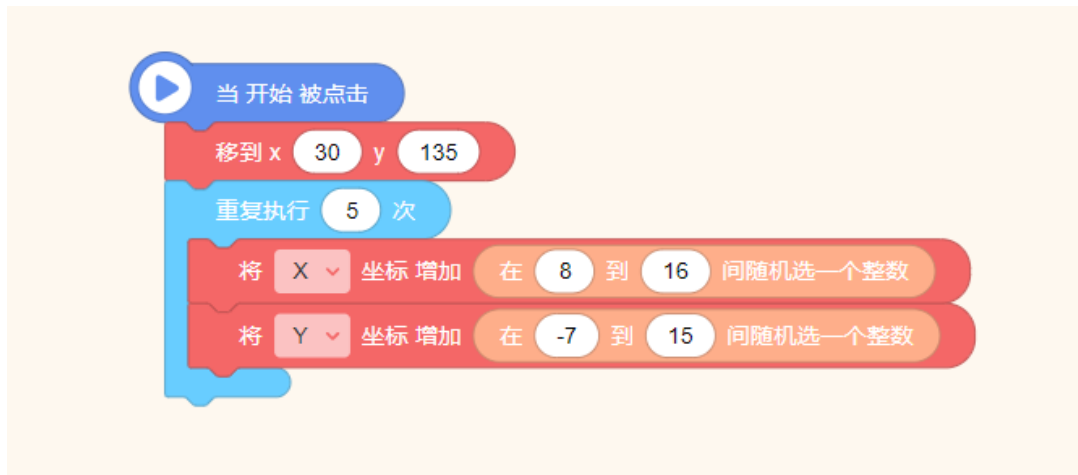 当 开始 被点击
移到 x 30 y 135
重复执行 5 次
将 X 坐标 增加 在 8 到 16 间随机选一个整数
将 Y 坐标 增加 在 -7 到 15 间随机选一个整数